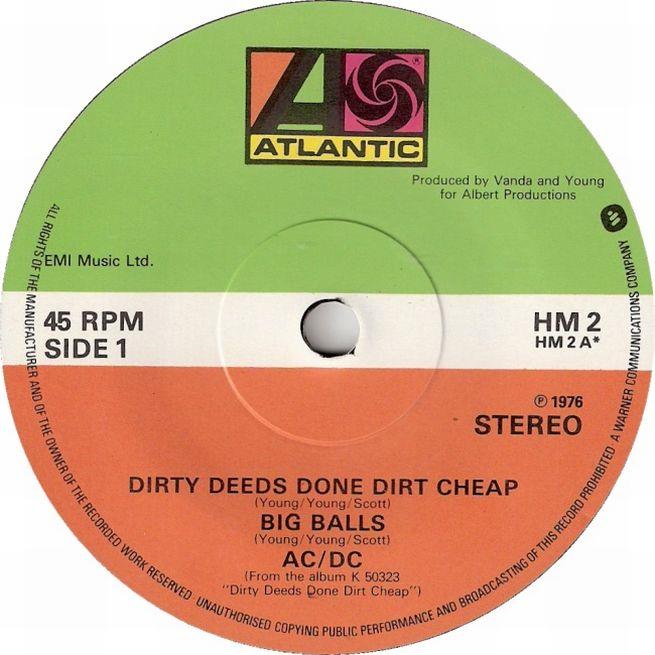 ATLANTIC
®
Produced by Vanda and Young
for Albert Productions
EMI Music Ltd.
45 RPM
SIDE 1
HM 2
HM 2 A*
℗ 1976
STEREO
DIRTY DEEDS DONE DIRT CHEAP
(Young/Young/Scott)
BIG BALLS
(Young/Young/Scott)
AC/DC
(From the album K 50323
"Dirty Deeds Done Dirt Cheap")
ALL RIGHTS OF THE MANUFACTURER AND OF THE OWNER OF THE RECORDED WORK RESERVED · UNAUTHORISED COPYING PUBLIC PERFORMANCE AND BROADCASTING OF THIS RECORD PROHIBITED · A WARNER COMMUNICATIONS COMPANY